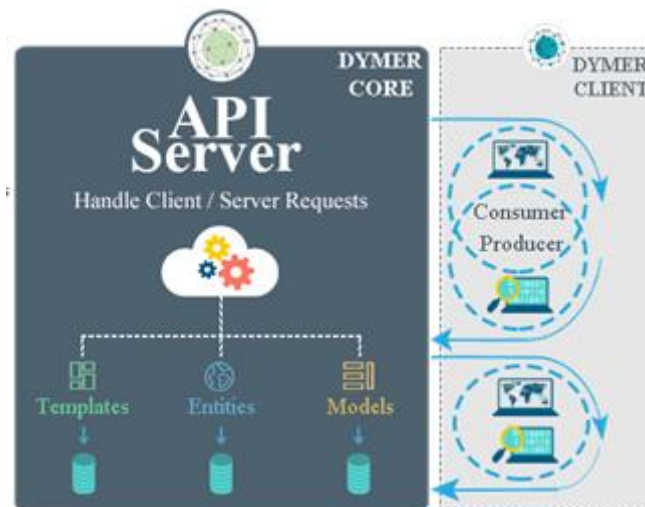 DYMER
CORE
API
Server
Handle Client / Server Requests
Templates
Entities
Models
DYMER
CLIENT
Consumer
Producer